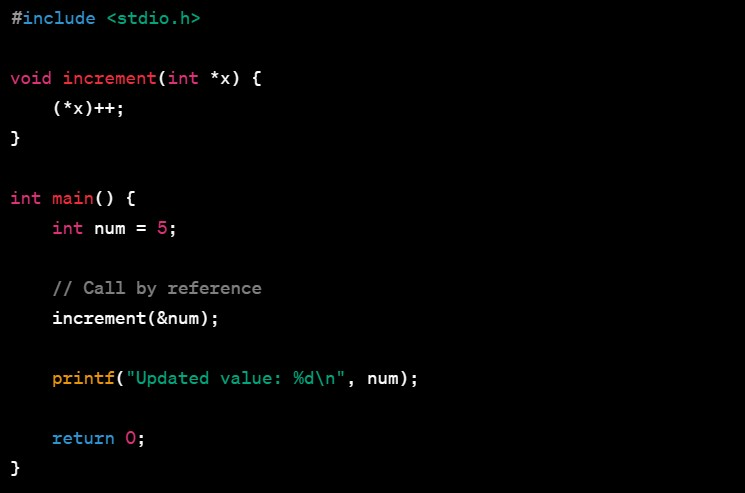 #include <stdio.h>
void increment(int *x) {
    (*x)++;
}
int main() {
    int num = 5;
    // Call by reference
    increment(&num);
    printf("Updated value: %d\n", num);
    return 0;
}